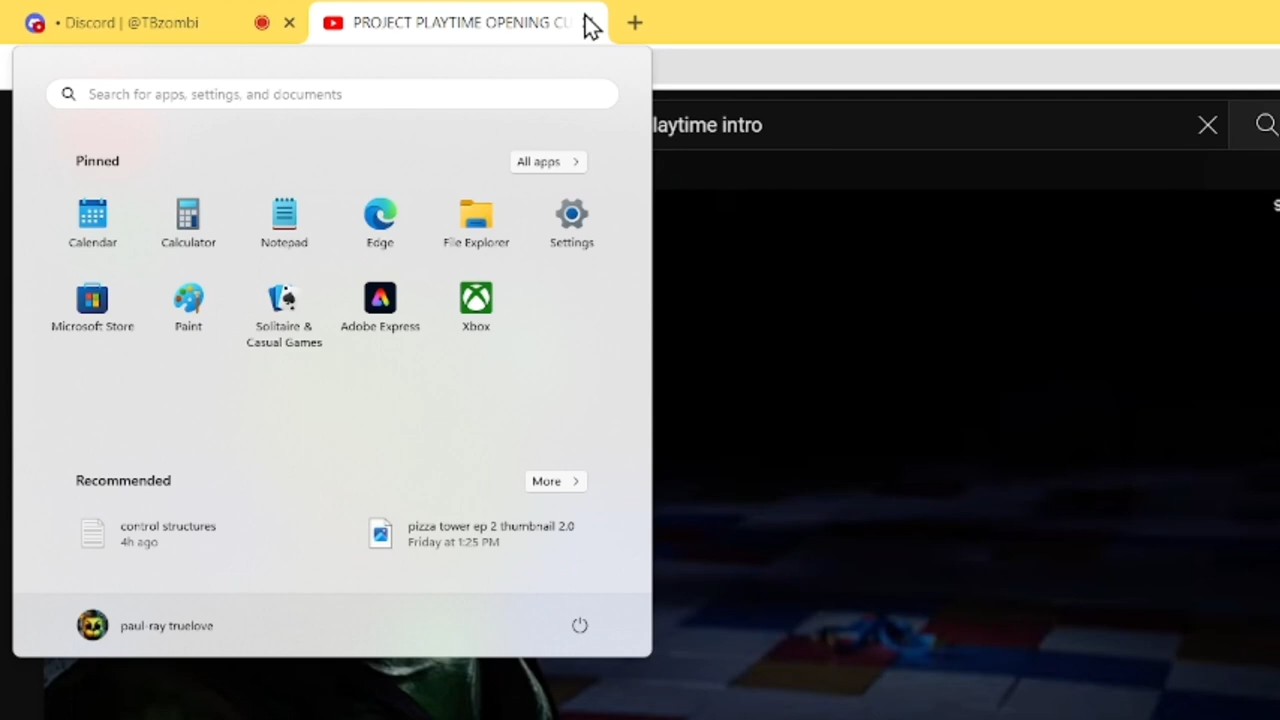 • Discord | @TBzombi
PROJECT PLAYTIME OPENING CU
Search for apps, settings, and documents
laytime intro
Pinned
All apps
Calendar
Calculator
Notepad
Edge
File Explorer
Settings
Microsoft Store
Paint
Solitaire &
Casual Games
Adobe Express
Xbox
Recommended
More
control structures
4h ago
pizza tower ep 2 thumbnail 2.0
Friday at 1:25 PM
paul-ray truelove